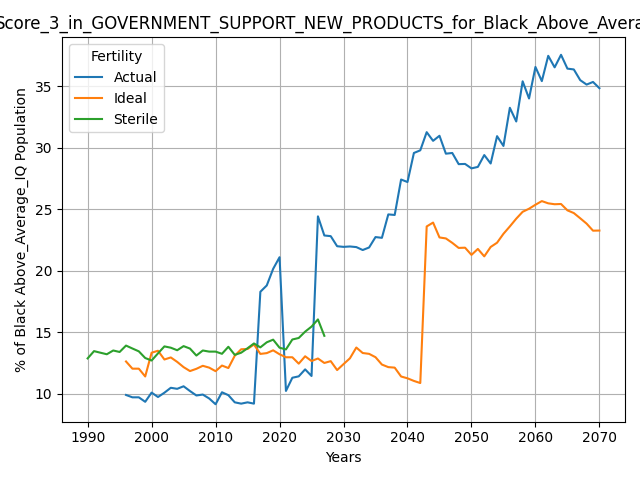 Score_3_in_GOVERNMENT_SUPPORT_NEW_PRODUCTS_for_Black_Above_Avera
Fertility
Actual
Ideal
Sterile
% of Black Above_Average_IQ Population
35
30
25
20
15
10
1990 2000 2010 2020 2030 2040 2050 2060 2070
Years